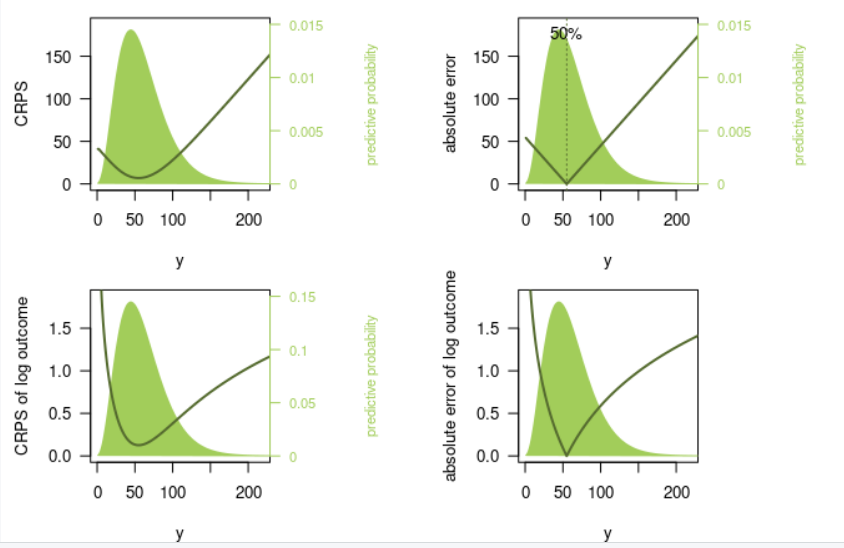 CRPS
150
100
50
0
0.015
0.01
0.005
0
predictive probability
0 50 100 200
y
absolute error
150
100
50
0
50%
0.015
0.01
0.005
0
predictive probability
0 50 100 200
y
CRPS of log outcome
1.5
1.0
0.5
0.0
0.15
0.1
0.05
0
predictive probability
0 50 100 200
y
absolute error of log outcome
1.5
1.0
0.5
0.0
0 50 100 200
y